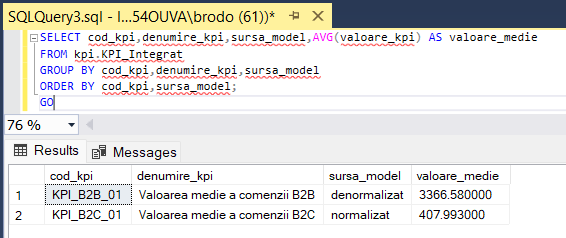 SQLQuery3.sql - l...54OUVA\brodo (61))*
SELECT cod_kpi,denumire_kpi,sursa_model,AVG(valoare_kpi) AS valoare_medie
FROM kpi.KPI_Integrat
GROUP BY cod_kpi,denumire_kpi,sursa_model
ORDER BY cod_kpi,sursa_model;
GO
76 %
Results Messages
cod_kpi denumire_kpi sursa_model valoare_medie
1 KPI_B2B_01 Valoarea medie a comenzii B2B denormalizat 3366.580000
2 KPI_B2C_01 Valoarea medie a comenzii B2C normalizat 407.993000